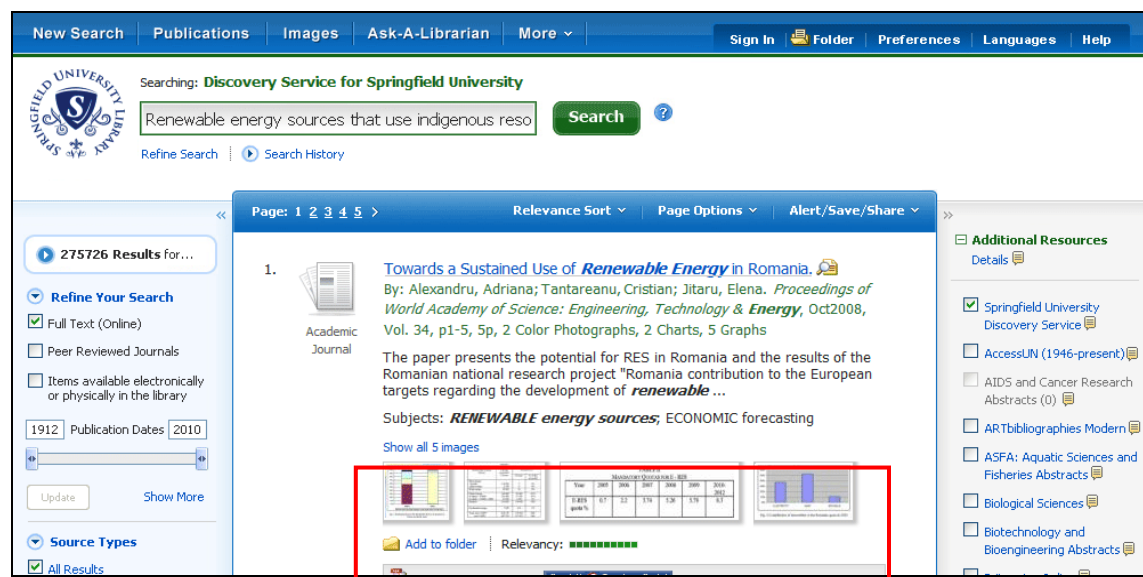 New Search Publications Images Ask-A-Librarian More
Sign In Folder Preferences Languages Help
SPRINGFIELD UNIVERSITY LIBRARY
S
Searching: Discovery Service for Springfield University
Renewable energy sources that use indigenous reso
Search
?
Refine Search Search History
«
Page: 1 2 3 4 5 >
Relevance Sort Page Options Alert/Save/Share
»
275726 Results for...
Refine Your Search
Full Text (Online)
Peer Reviewed Journals
Items available electronically
or physically in the library
1912 Publication Dates 2010
Update Show More
Source Types
All Results
1.
Academic
Journal
Towards a Sustained Use of Renewable Energy in Romania.
By: Alexandru, Adriana; Tantareanu, Cristian; Jitaru, Elena. Proceedings of
World Academy of Science: Engineering, Technology & Energy, Oct2008,
Vol. 34, p1-5, 5p, 2 Color Photographs, 2 Charts, 5 Graphs
The paper presents the potential for RES in Romania and the results of the
Romanian national research project "Romania contribution to the European
targets regarding the development of renewable ...
Subjects: RENEWABLE energy sources; ECONOMIC forecasting
Show all 5 images
Year 2005 2006 2007 2008 2009 2010-
2012
Add to folder Relevancy:
Additional Resources
Details
Springfield University
Discovery Service
AccessUN (1946-present)
AIDS and Cancer Research
Abstracts (0)
ARTbibliographies Modern
ASFA: Aquatic Sciences and
Fisheries Abstracts
Biological Sciences
Biotechnology and
Bioengineering Abstracts